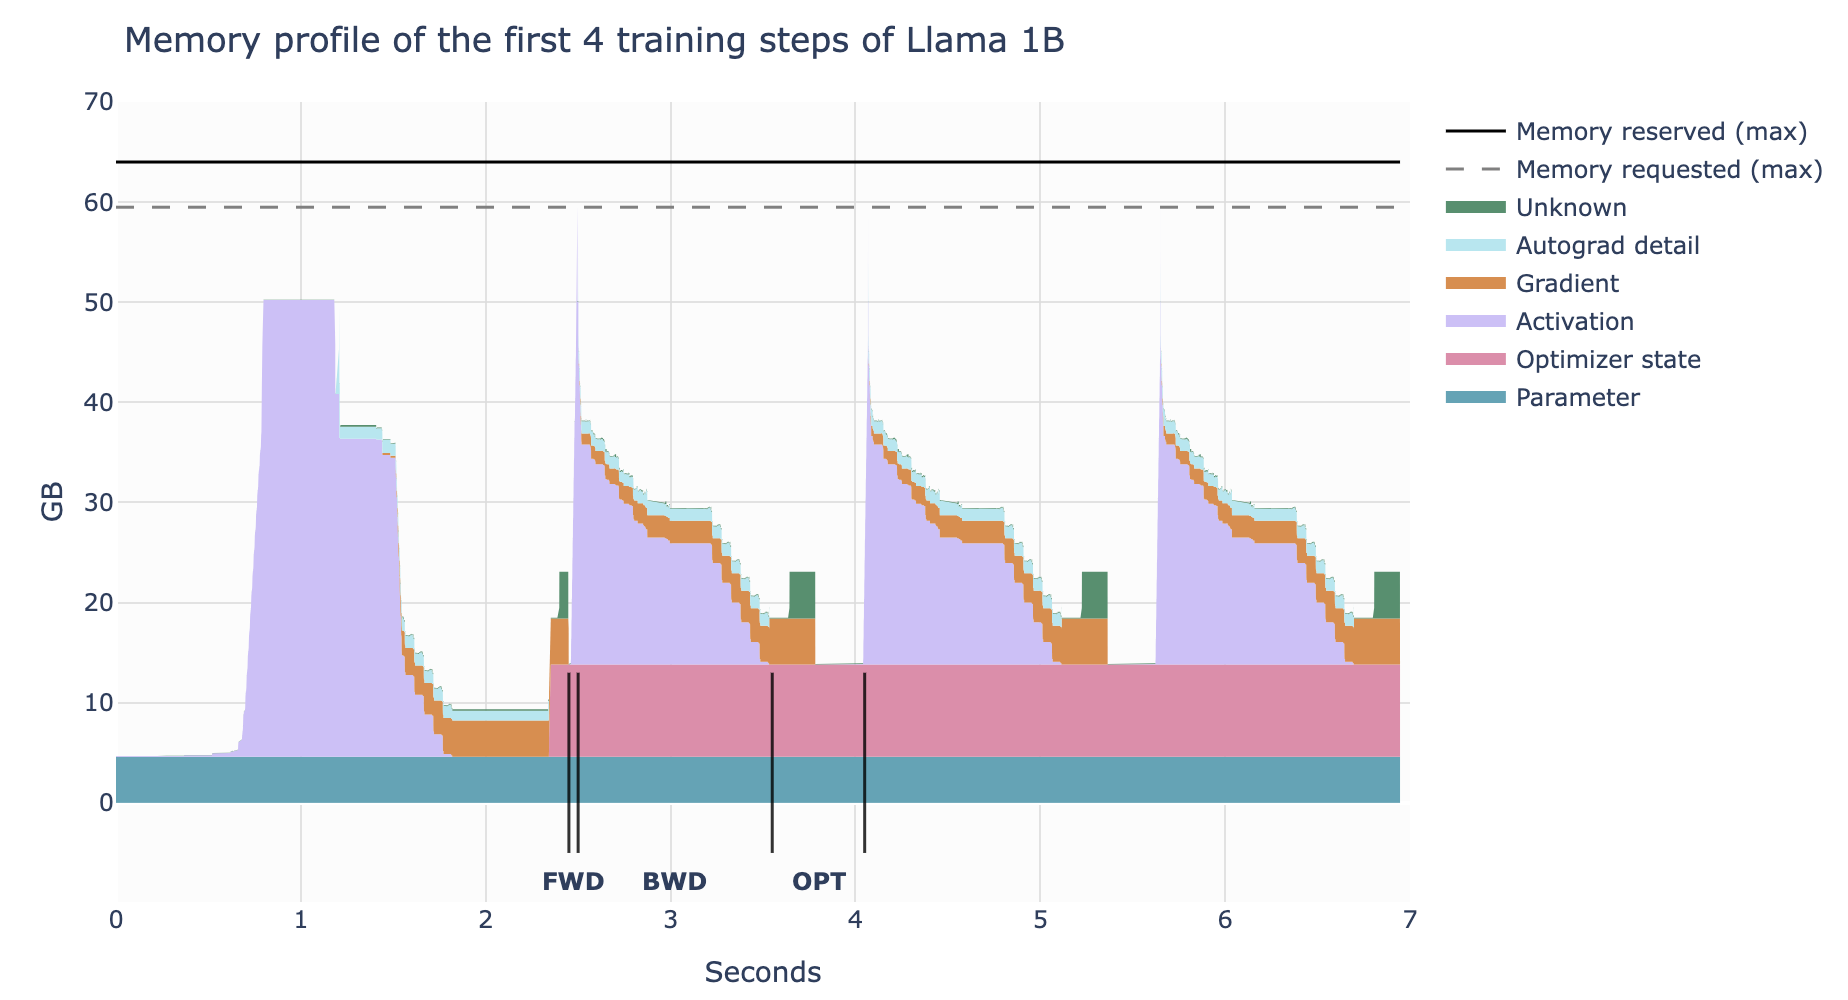 Memory profile of the first 4 training steps of Llama 1B
70
60
50
40
30
20
10
0
GB
Memory reserved (max)
Memory requested (max)
Unknown
Autograd detail
Gradient
Activation
Optimizer state
Parameter
FWD BWD OPT
0 1 2 3 4 5 6 7
Seconds